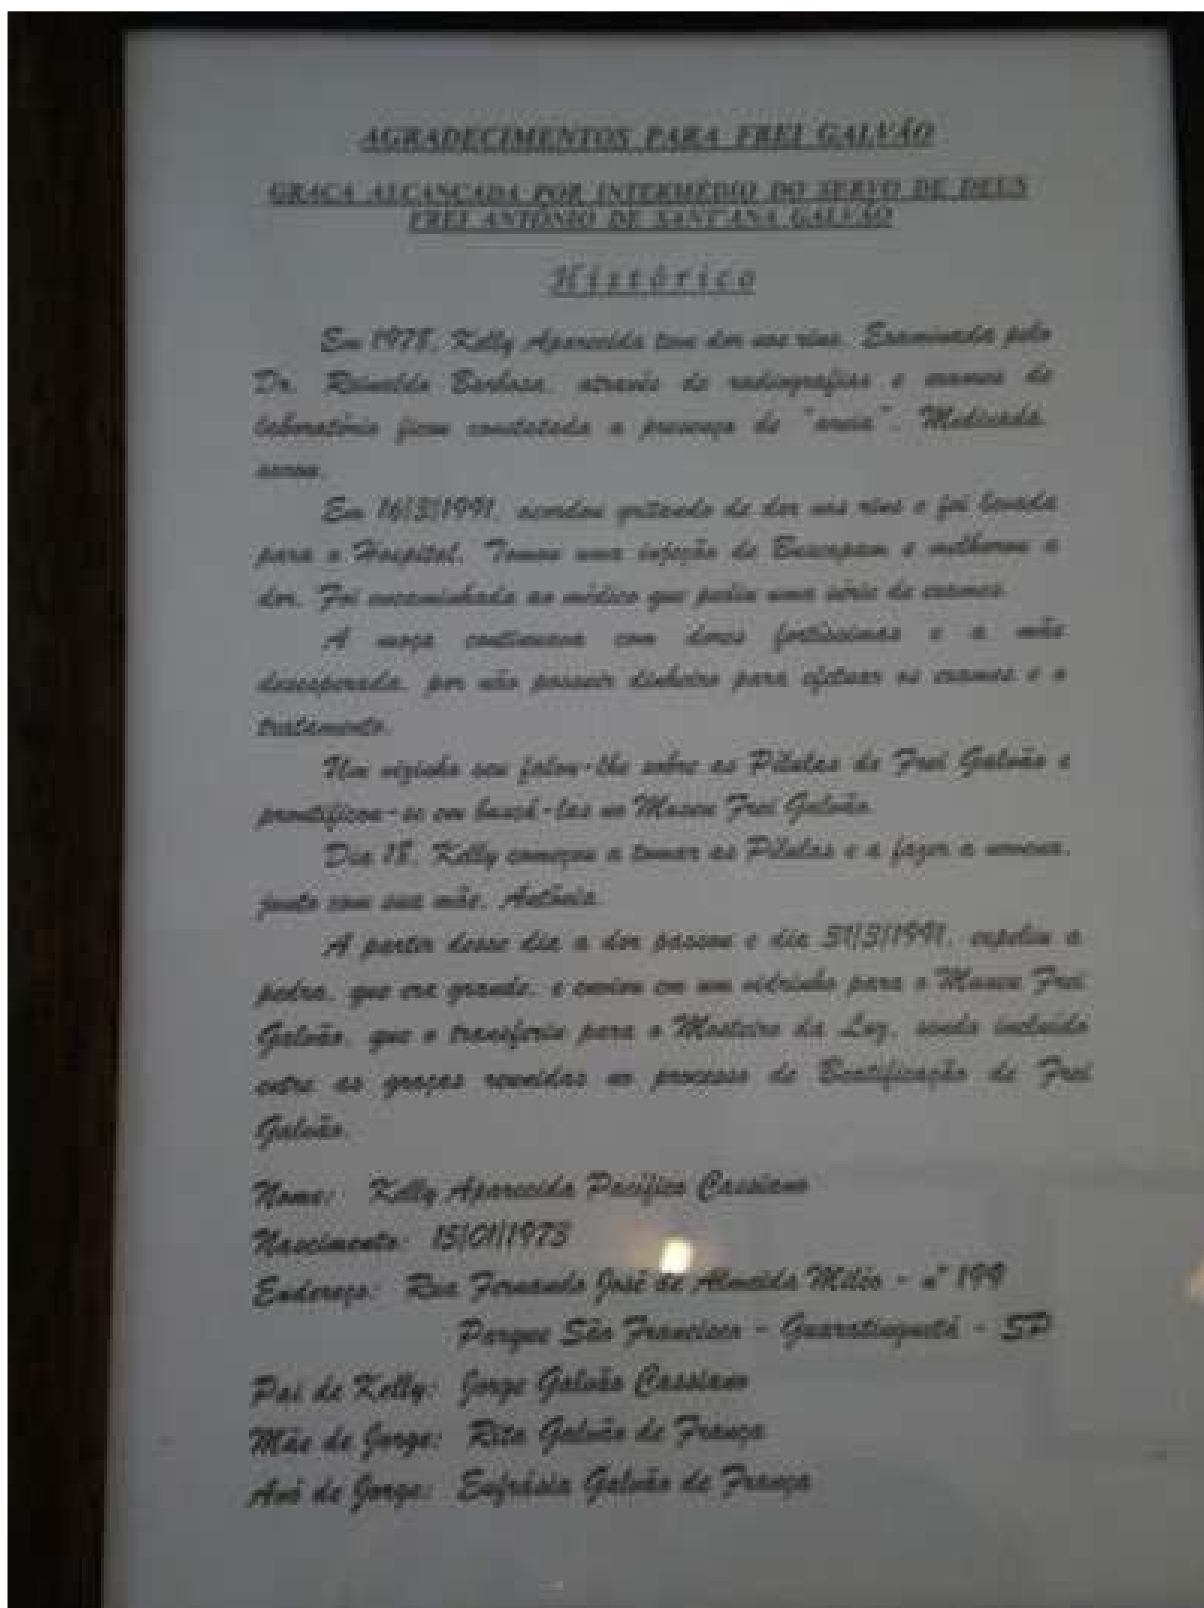 AGRADECIMENTOS PARA FREI GALVÃO
GRAÇA ALCANÇADA POR INTERMÉDIO DO SERVO DE DEUS
FREI ANTÔNIO DE SANT'ANA GALVÃO
Histórico
Em 1978, Kelly Aparecida teve dor nos rins. Examinada pelo
Dr. Reinaldo Barbosa, através de radiografias e exames de
laboratório ficou constatada a presença de "areia". Medicada,
sarou.
Em 16/3/1991, acordou gritando de dor nos rins e foi levada
para o Hospital. Tomou uma injeção de Buscapam e melhorou a
dor. Foi encaminhada ao médico que pediu uma série de exames.
A moça continuava com dores fortíssimas e a mãe
desesperada, por não possuir dinheiro para efetuar os exames e o
tratamento.
Um vizinho seu falou-lhe sobre as Pílulas de Frei Galvão e
prontificou-se em buscá-las no Museu Frei Galvão.
Dia 18, Kelly começou a tomar as Pílulas e a fazer a novena,
junto com sua mãe, Antônia.
A partir desse dia a dor passou e dia 31/3/1991, expeliu a
pedra, que era grande, e enviou em um vidrinho para o Museu Frei
Galvão, que o transferiu para o Mosteiro da Luz, sendo incluído
entre as graças reunidas no processo de Beatificação de Frei
Galvão.
Nome: Kelly Aparecida Pacífico Cassiano
Nascimento: 15/01/1973
Endereço: Rua Fernando José de Almeida Miléo - nº 199
Parque São Francisco - Guaratinguetá - SP
Pai de Kelly: Jorge Galvão Cassiano
Mãe de Jorge: Rita Galvão de França
Avó de Jorge: Eufrásia Galvão de França